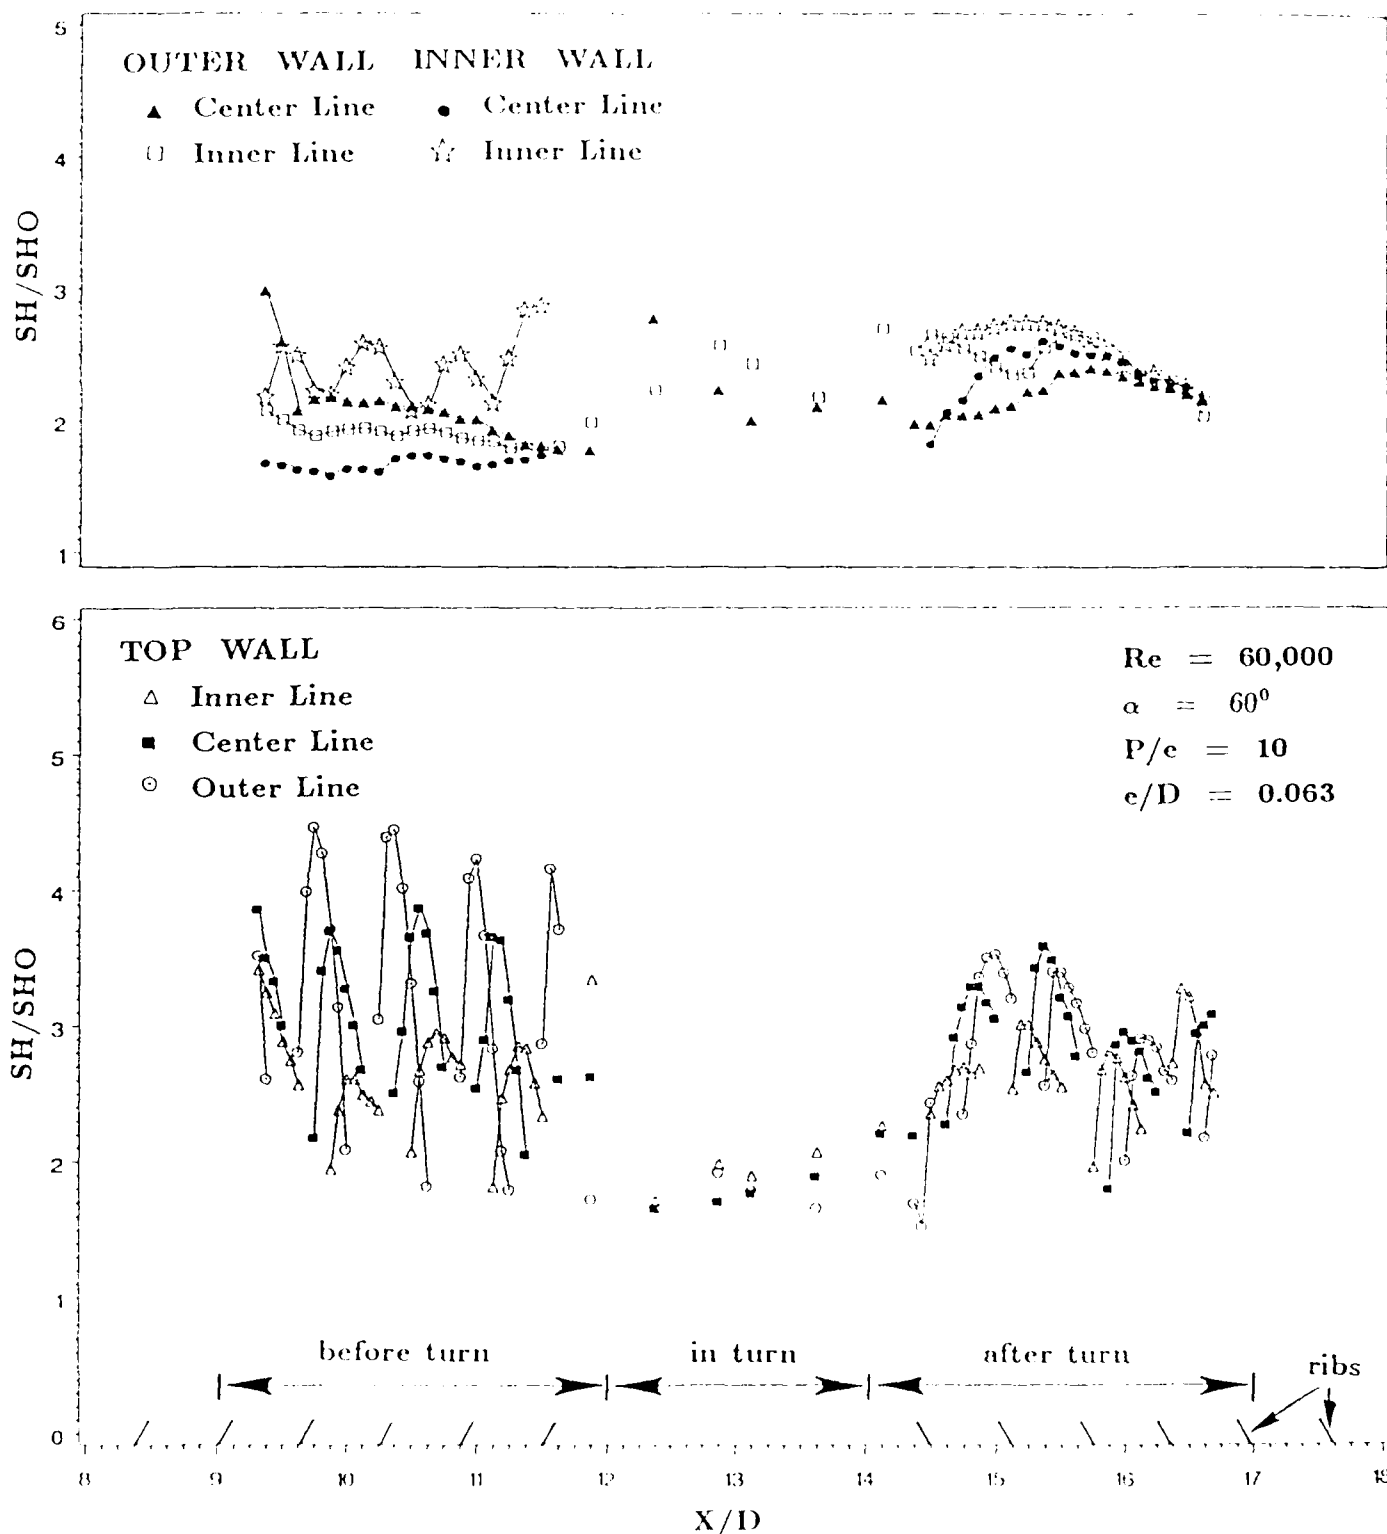 OUTER WALL INNER WALL
▲ Center Line ● Center Line
□ Inner Line ☆ Inner Line
SH/SHO
5
4
3
2
1
TOP WALL
△ Inner Line
■ Center Line
⊙ Outer Line
Re = 60,000
α = 60⁰
P/e = 10
e/D = 0.063
SH/SHO
6
5
4
3
2
1
0
before turn
in turn
after turn
ribs
8 9 10 11 12 13 14 15 16 17 18
X/D